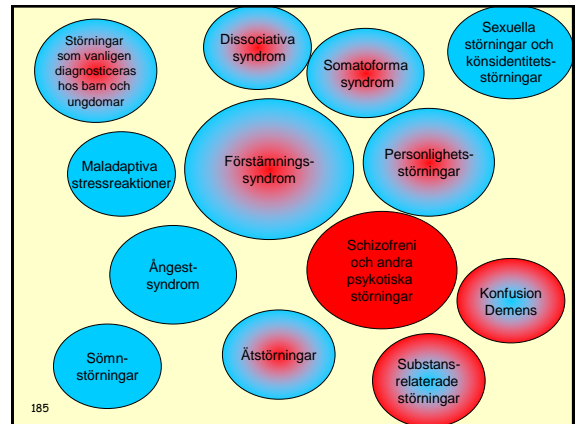 Störningar
som vanligen
diagnosticeras
hos barn och
ungdomar
Dissociativa
syndrom
Somatoforma
syndrom
Sexuella
störningar och
könsidentitets-
störningar
Maladaptiva
stressreaktioner
Förstämnings-
syndrom
Personlighets-
störningar
Ångest-
syndrom
Schizofreni
och andra
psykotiska
störningar
Konfusion
Demens
Sömn-
störningar
Ätstörningar
Substans-
relaterade
störningar
185